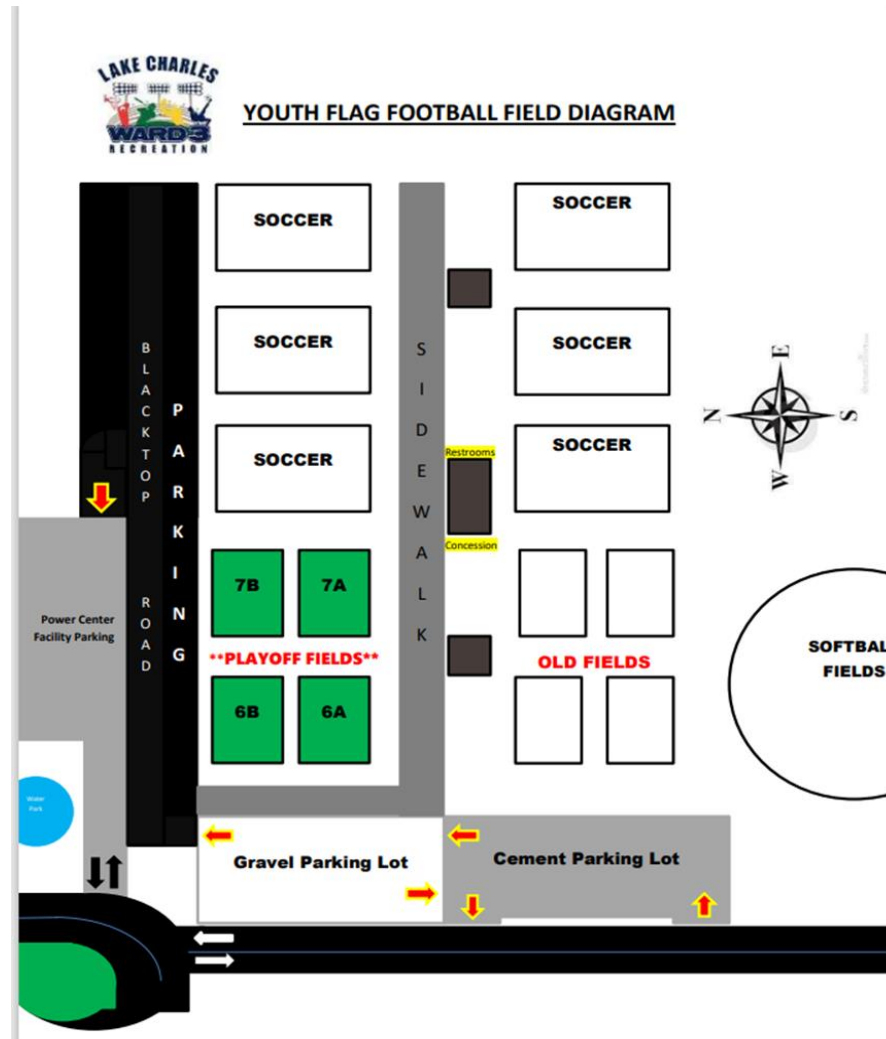 LAKE CHARLES
WARD 3
RECREATION
YOUTH FLAG FOOTBALL FIELD DIAGRAM
SOCCER
SOCCER
SOCCER
SOCCER
SOCCER
SOCCER
BLACKTOP ROAD
PARKING
SIDEWALK
Restrooms
Concession
E
N
S
W
7B
7A
**PLAYOFF FIELDS**
6B
6A
OLD FIELDS
Power Center
Facility Parking
SOFTBAL
FIELDS
Water
Park
Gravel Parking Lot
Cement Parking Lot